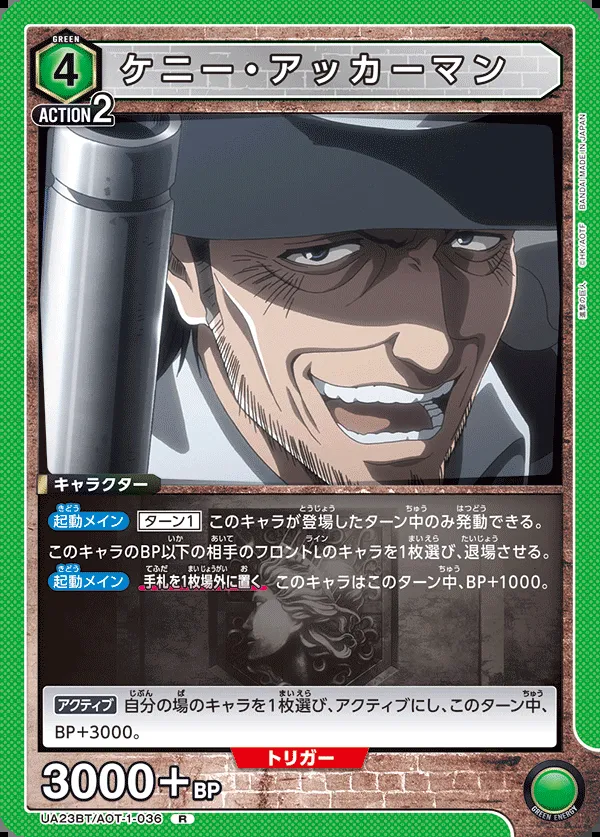 GREEN
4
ケニー・アッカーマン
ACTION2
進撃の巨人 ©HK/AOTF BANDAI MADE IN JAPAN
キャラクター
起動メイン ターン1 このキャラが登場したターン中のみ発動できる。
このキャラのBP以下の相手のフロントLのキャラを1枚選び、退場させる。
起動メイン 手札を1枚場外に置く このキャラはこのターン中、BP+1000。
アクティブ 自分の場のキャラを1枚選び、アクティブにし、このターン中、
BP+3000。
トリガー
3000+BP
GREEN ENERGY
UA23BT/AOT-1-036 R